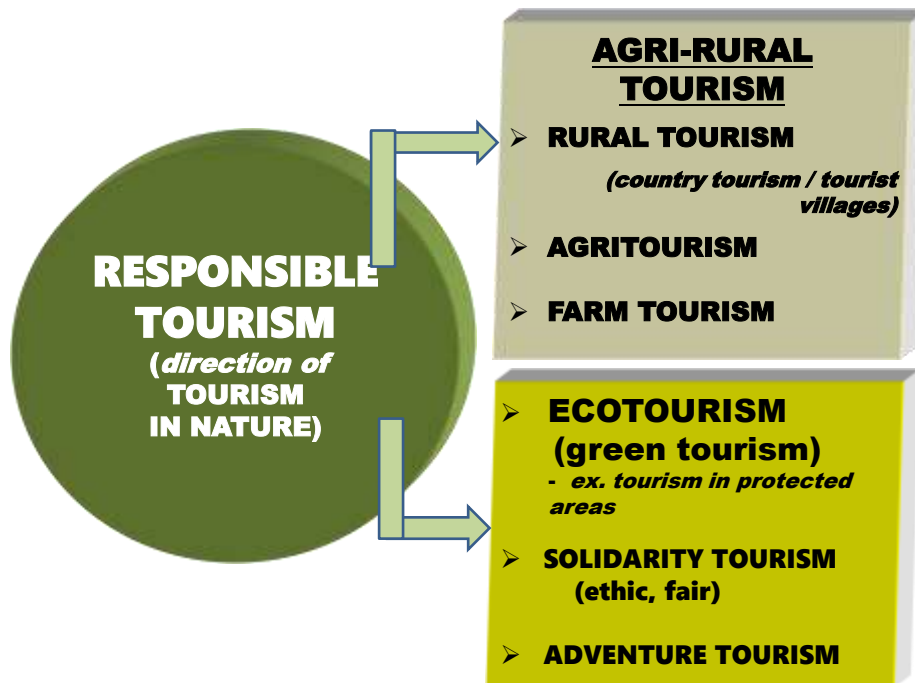 RESPONSIBLE
TOURISM
(direction of
TOURISM
IN NATURE)
AGRI-RURAL
TOURISM
➢ RURAL TOURISM
(country tourism / tourist
villages)
➢ AGRITOURISM
➢ FARM TOURISM
➢ ECOTOURISM
(green tourism)
- ex. tourism in protected
areas
➢ SOLIDARITY TOURISM
(ethic, fair)
➢ ADVENTURE TOURISM